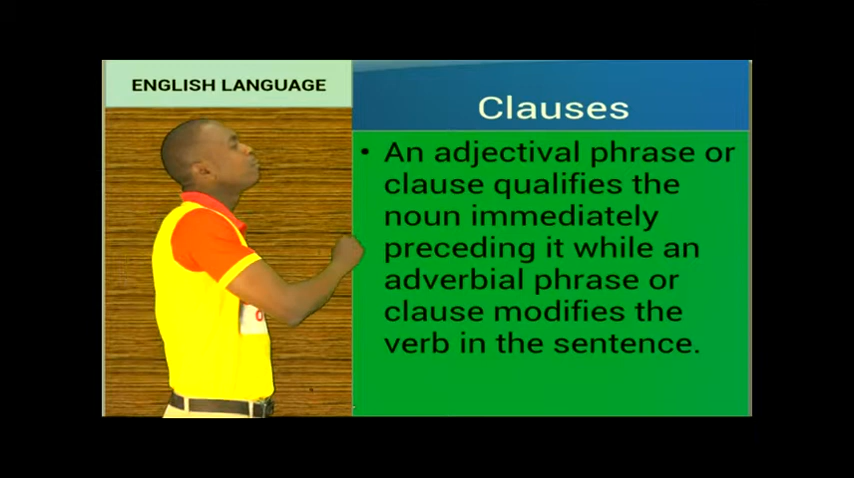 ENGLISH LANGUAGE
Clauses
• An adjectival phrase or
clause qualifies the
noun immediately
preceding it while an
adverbial phrase or
clause modifies the
verb in the sentence.